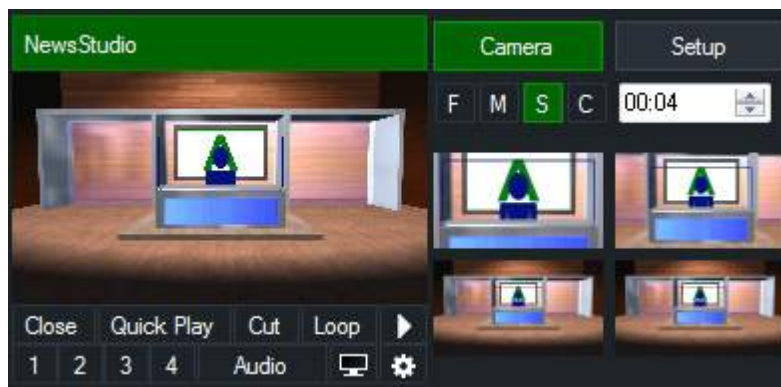 NewsStudio
Camera Setup
F M S C 00:04
Close Quick Play Cut Loop
1 2 3 4 Audio